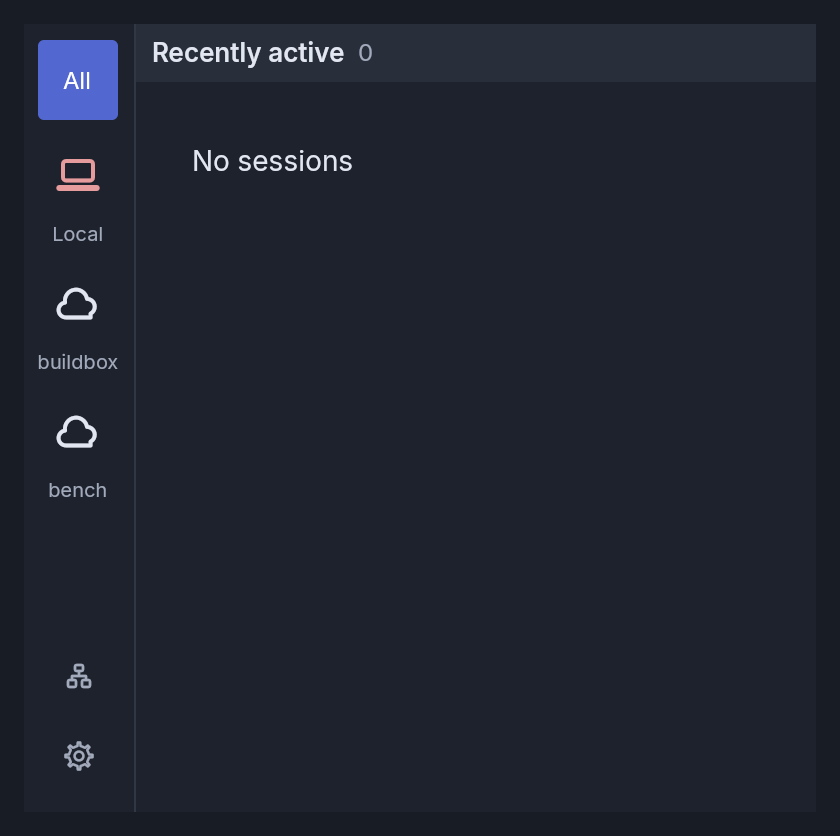 All
Recently active 0
No sessions
Local
buildbox
bench